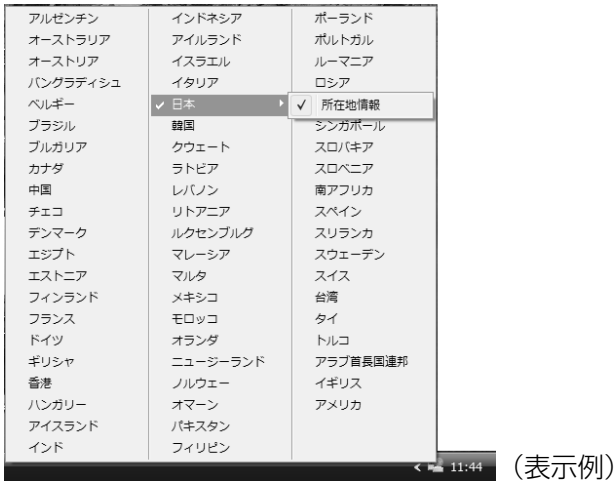 アルゼンチン
オーストラリア
オーストリア
バングラディシュ
ベルギー
ブラジル
ブルガリア
カナダ
中国
チェコ
デンマーク
エジプト
エストニア
フィンランド
フランス
ドイツ
ギリシャ
香港
ハンガリー
アイスランド
インド
インドネシア
アイルランド
イスラエル
イタリア
日本
韓国
クウェート
ラトビア
レバノン
リトアニア
ルクセンブルグ
マレーシア
マルタ
メキシコ
モロッコ
オランダ
ニュージーランド
ノルウェー
オマーン
パキスタン
フィリピン
ポーランド
ポルトガル
ルーマニア
ロシア
所在地情報
シンガポール
スロバキア
スロベニア
南アフリカ
スペイン
スリランカ
スウェーデン
スイス
台湾
タイ
トルコ
アラブ首長国連邦
イギリス
アメリカ
11:44
（表示例）